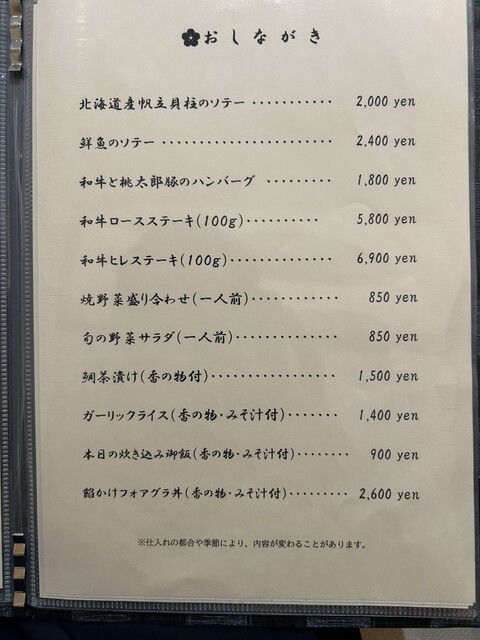 おしながき
北海道産帆立貝柱のソテー ・・・・・・・・・・・ 2,000 yen
鮮魚のソテー ・・・・・・・・・・・・・・・・・・・・・・ 2,400 yen
和牛と桃太郎豚のハンバーグ ・・・・・・・・・ 1,800 yen
和牛ロースステーキ(100g)・・・・・・・・・・ 5,800 yen
和牛ヒレステーキ(100g)・・・・・・・・・・・・・ 6,900 yen
焼野菜盛り合わせ(一人前)・・・・・・・・・・・ 850 yen
旬の野菜サラダ(一人前)・・・・・・・・・・・・・ 850 yen
鯛茶漬け(香の物付)・・・・・・・・・・・・・・・・ 1,500 yen
ガーリックライス(香の物・みそ汁付)・・・・・・・ 1,400 yen
本日の炊き込み御飯(香の物・みそ汁付)・・・・・・・・ 900 yen
餡かけフォアグラ丼(香の物・みそ汁付)・・・・・・・・・ 2,600 yen
※仕入れの都合や季節により、内容が変わることがあります。